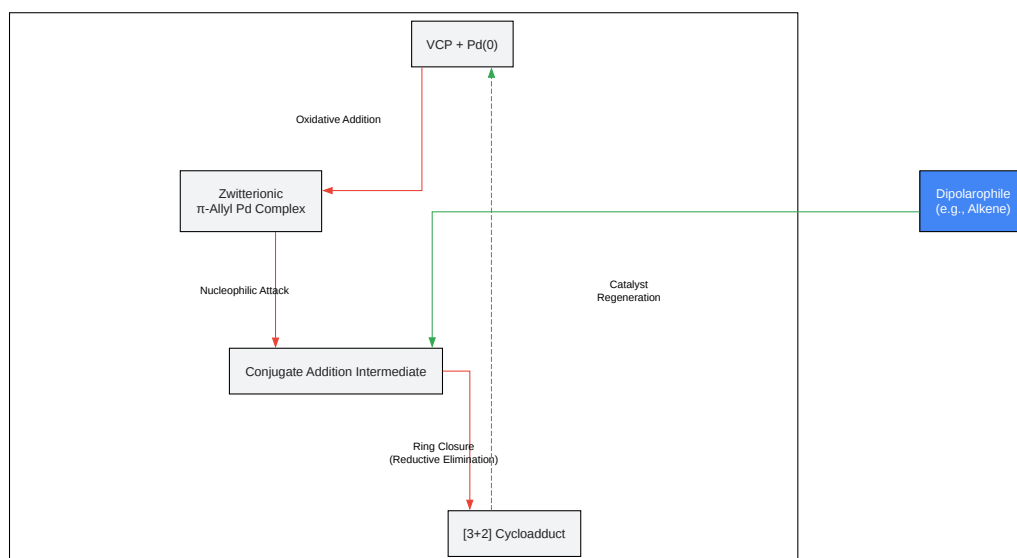 VCP + Pd(0)
Oxidative Addition
Zwitterionic
π-Allyl Pd Complex
Dipolarophile
(e.g., Alkene)
Nucleophilic Attack
Catalyst
Regeneration
Conjugate Addition Intermediate
Ring Closure
(Reductive Elimination)
[3+2] Cycloadduct